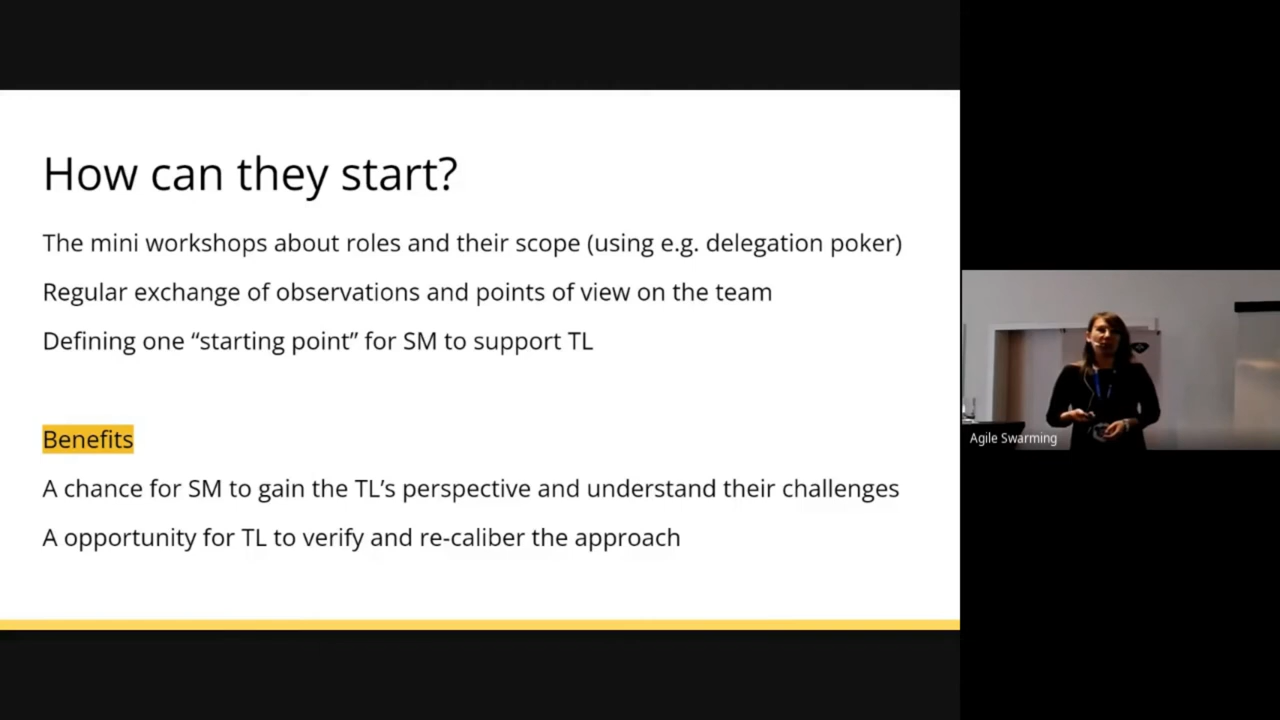 How can they start?
The mini workshops about roles and their scope (using e.g. delegation poker)
Regular exchange of observations and points of view on the team
Defining one “starting point” for SM to support TL
Benefits
A chance for SM to gain the TL’s perspective and understand their challenges
A opportunity for TL to verify and re-caliber the approach
Agile Swarming